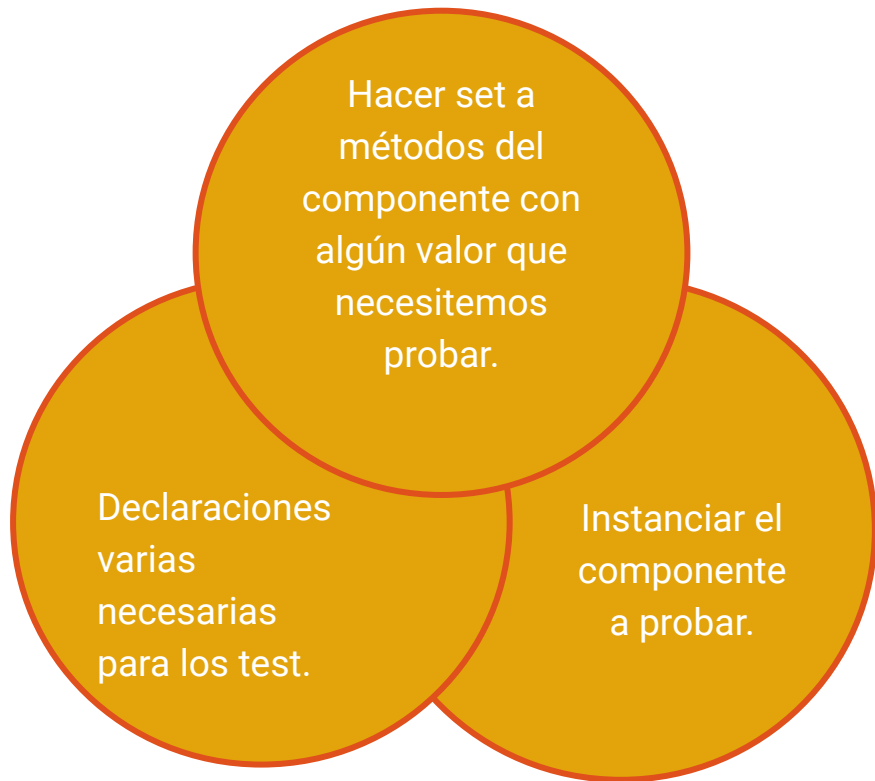 Hacer set a
métodos del
componente con
algún valor que
necesitemos
probar.
Declaraciones
varias
necesarias
para los test.
Instanciar el
componente
a probar.